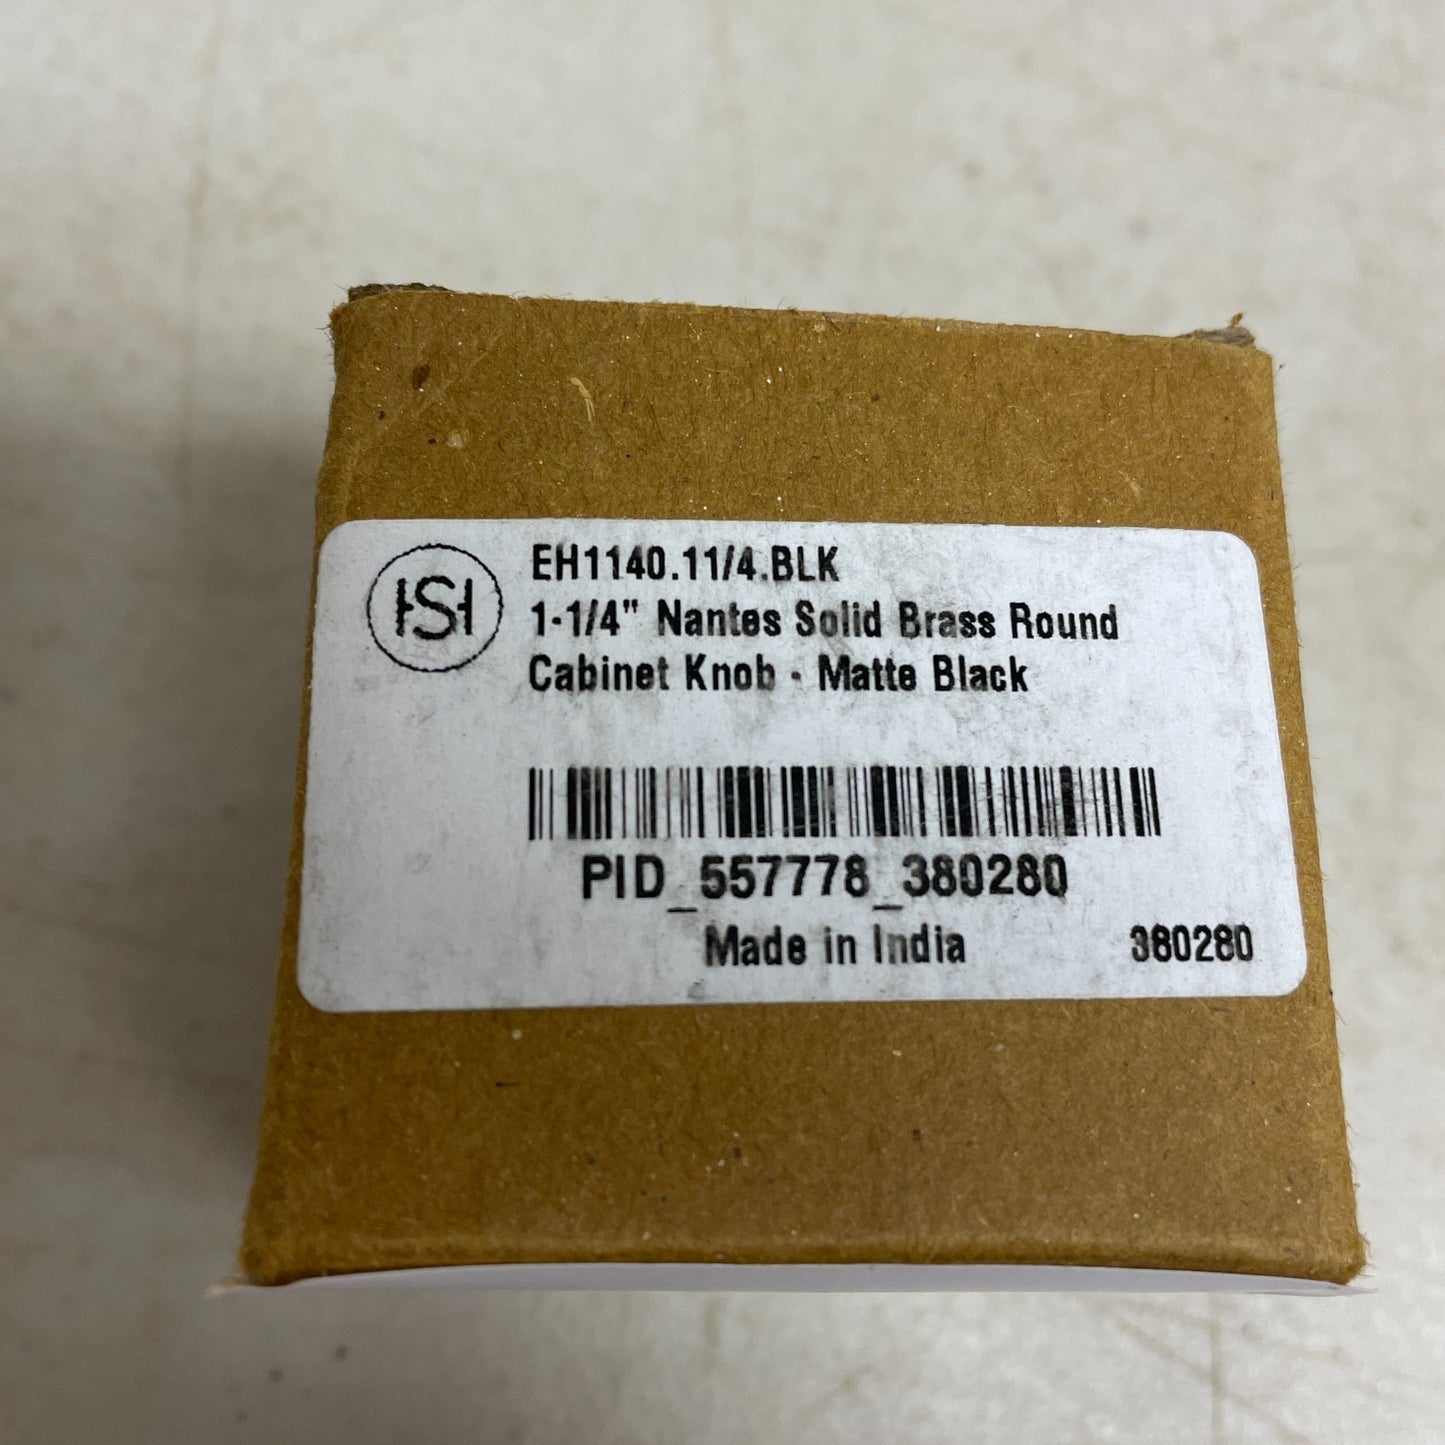 HSH
EH1140.11/4.BLK
1-1/4" Nantes Solid Brass Round
Cabinet Knob - Matte Black
PID_557778_380280
Made in India 380280